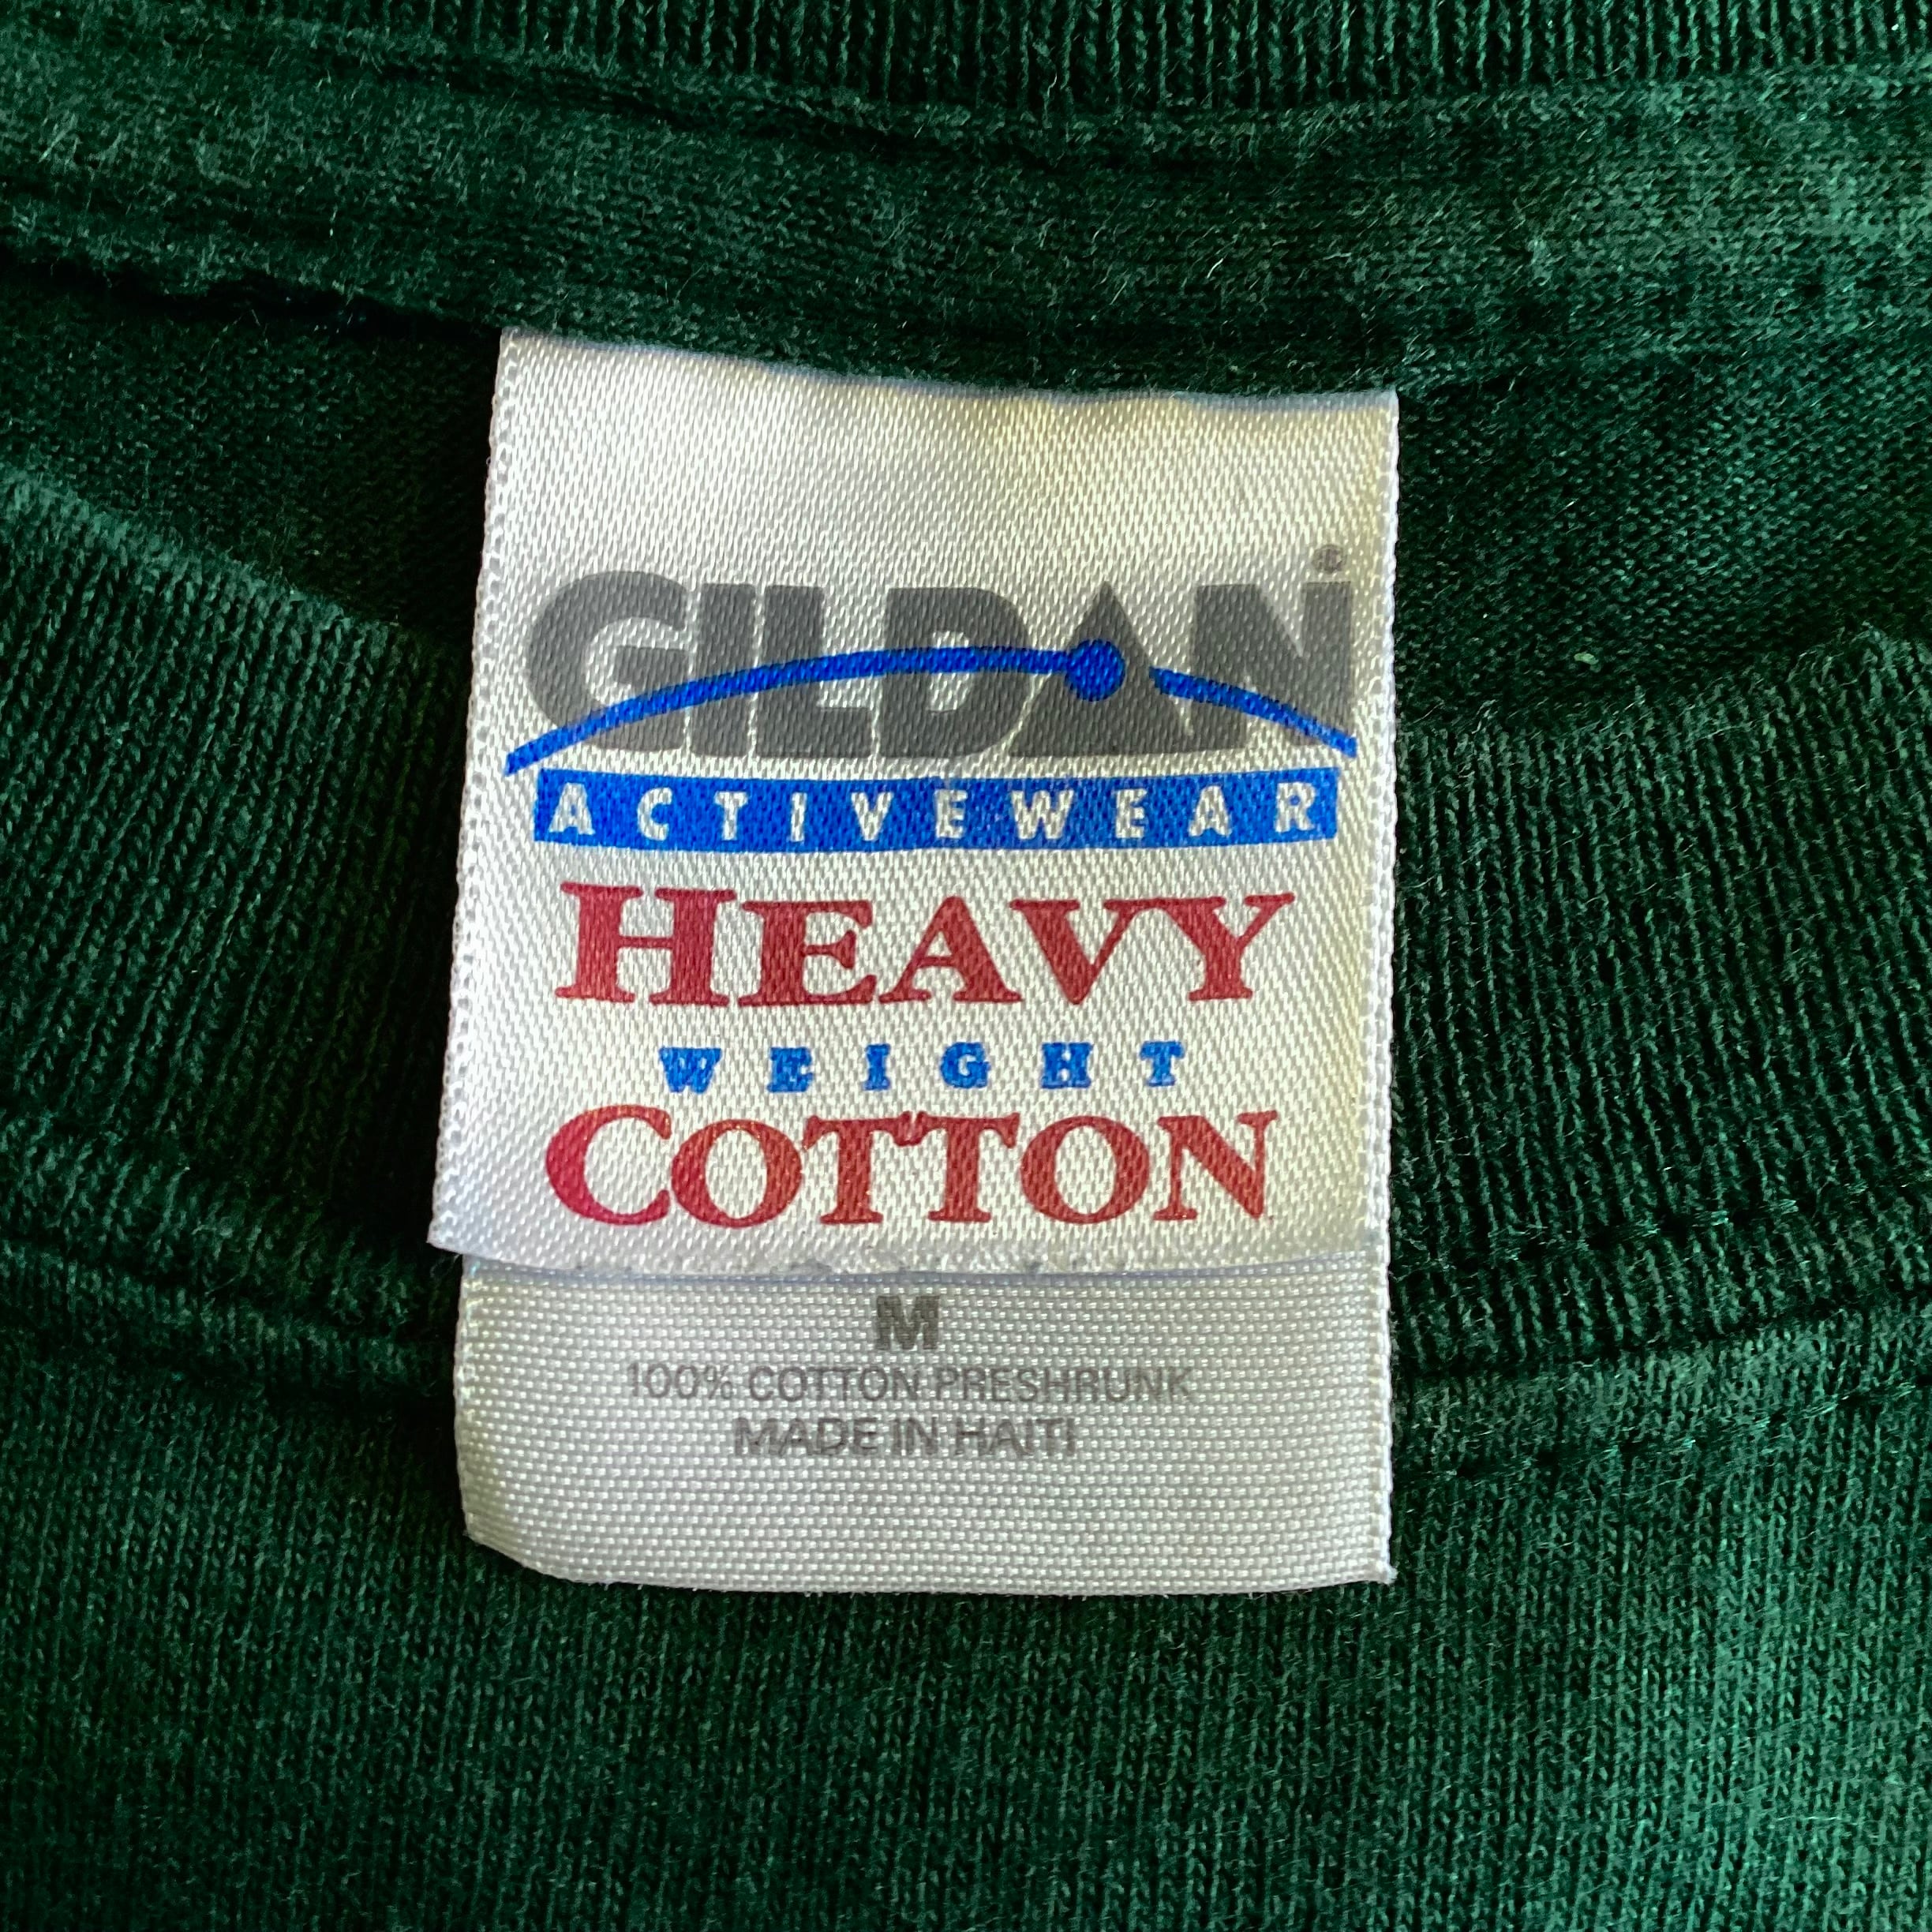 GILDAN®
ACTIVEWEAR
HEAVY
WEIGHT
COTTON
M
100% COTTON PRESHRUNK
MADE IN HAITI